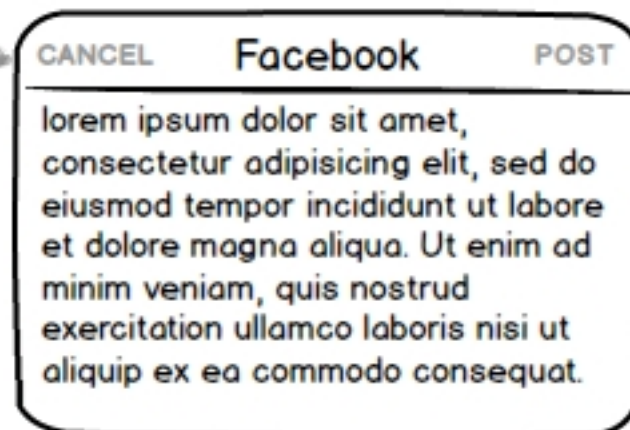 CANCEL Facebook POST
lorem ipsum dolor sit amet,
consectetur adipisicing elit, sed do
eiusmod tempor incididunt ut labore
et dolore magna aliqua. Ut enim ad
minim veniam, quis nostrud
exercitation ullamco laboris nisi ut
aliquip ex ea commodo consequat.